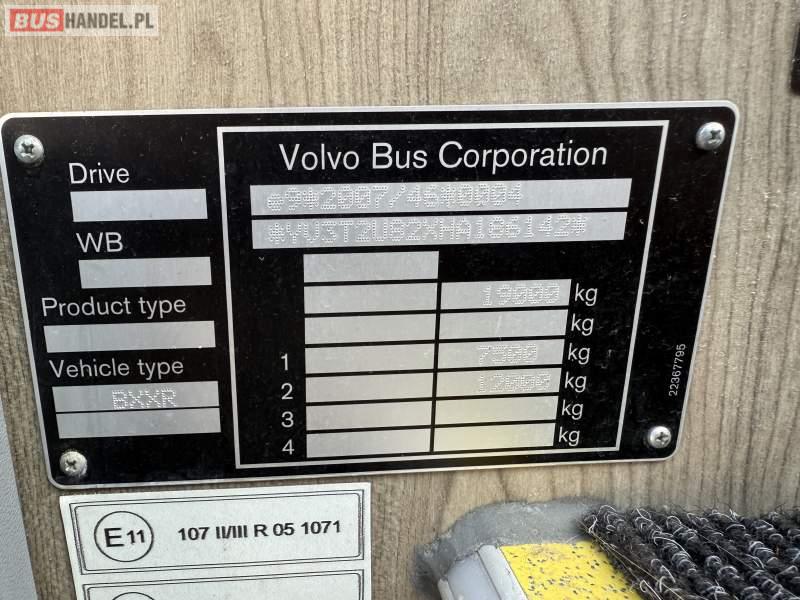 BUSHANDEL.PL
Drive
WB
Product type
Vehicle type
BXXR
Volvo Bus Corporation
e9*2007/46*0004
*YV3T2U82XHA186142*
19000 kg
kg
1 7500 kg
2 12000 kg
3 kg
4 kg
22367795
E11 107 II/III R 05 1071